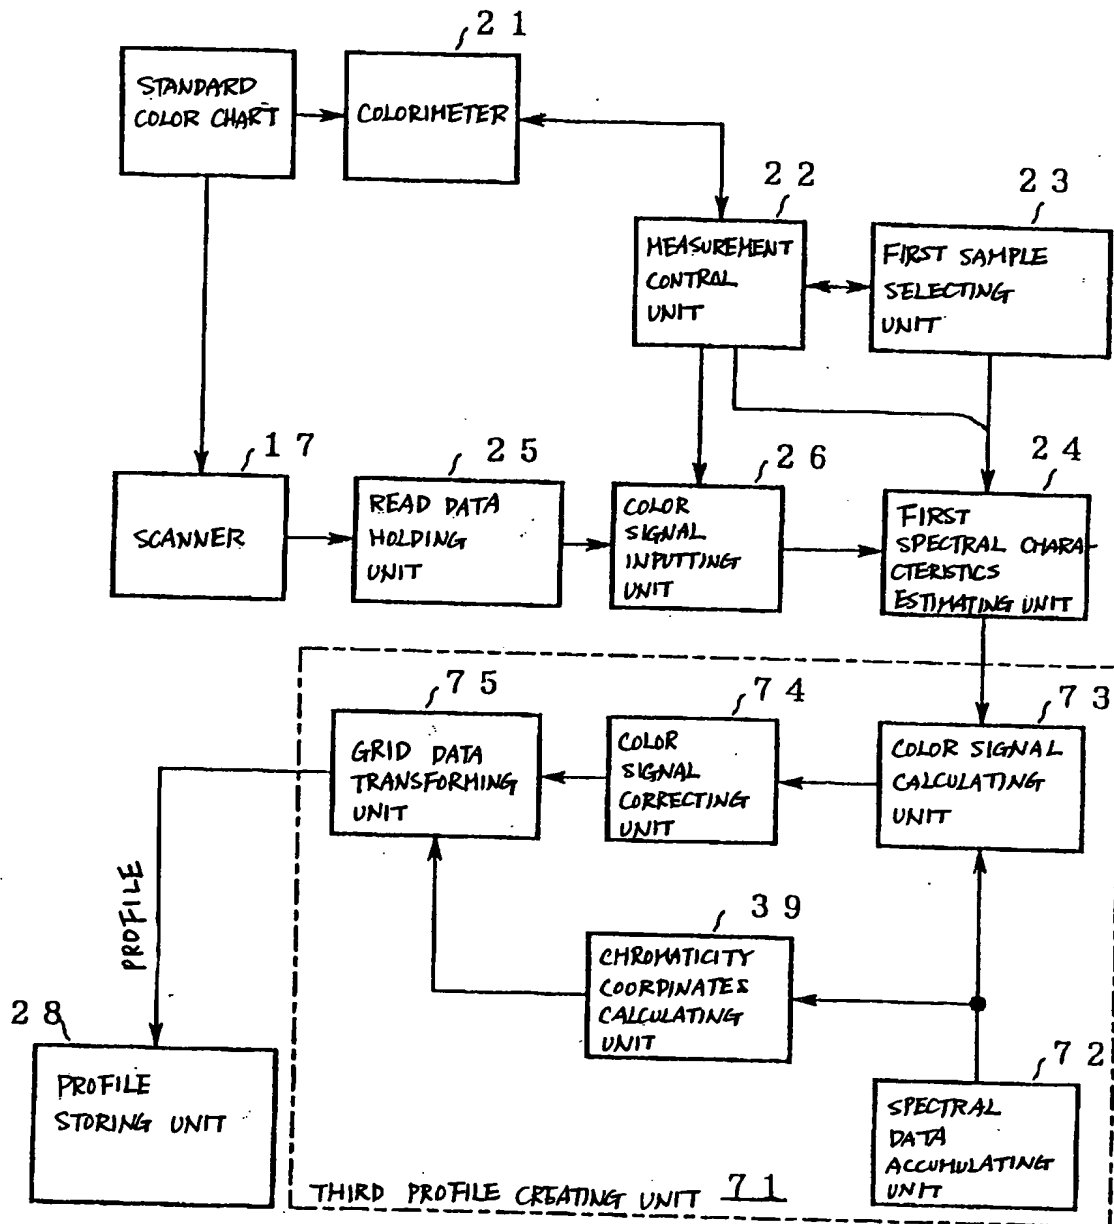 21
STANDARD
COLOR CHART
COLORIMETER
22
23
MEASUREMENT
CONTROL
UNIT
FIRST SAMPLE
SELECTING
UNIT
17
25
26
24
SCANNER
READ DATA
HOLDING
UNIT
COLOR
SIGNAL
INPUTTING
UNIT
FIRST
SPECTRAL CHARA-
CTERISTICS
ESTIMATING UNIT
75
74
73
GRID DATA
TRANSFORMING
UNIT
COLOR
SIGNAL
CORRECTING
UNIT
COLOR SIGNAL
CALCULATING
UNIT
PROFILE
39
CHROMATICITY
COORDINATES
CALCULATING
UNIT
28
PROFILE
STORING UNIT
72
SPECTRAL
DATA
ACCUMULATING
UNIT
THIRD PROFILE CREATING UNIT 71